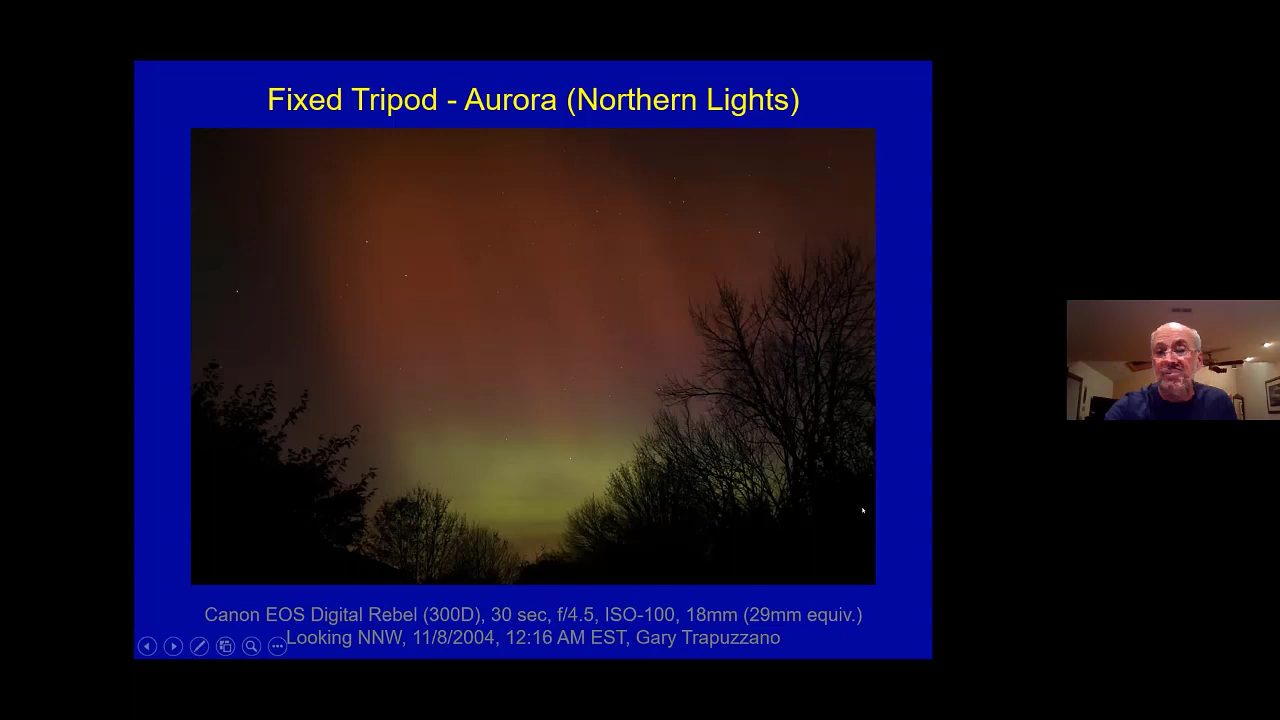 Fixed Tripod - Aurora (Northern Lights)
Canon EOS Digital Rebel (300D), 30 sec, f/4.5, ISO-100, 18mm (29mm equiv.)
Looking NNW, 11/8/2004, 12:16 AM EST, Gary Trapuzzano